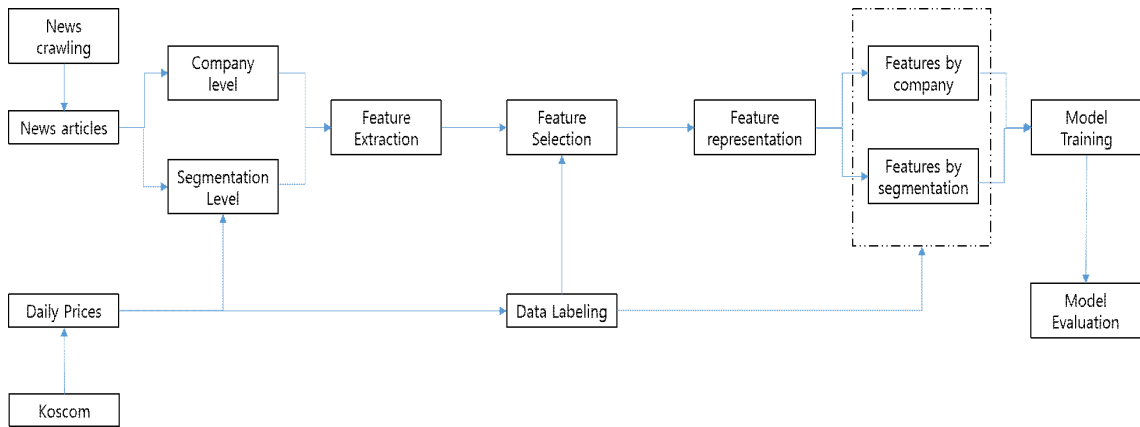 News
crawling
News articles
Company
level
Segmentation
Level
Feature
Extraction
Feature
Selection
Feature
representation
Features by
company
Features by
segmentation
Model
Training
Daily Prices
Data Labeling
Model
Evaluation
Koscom